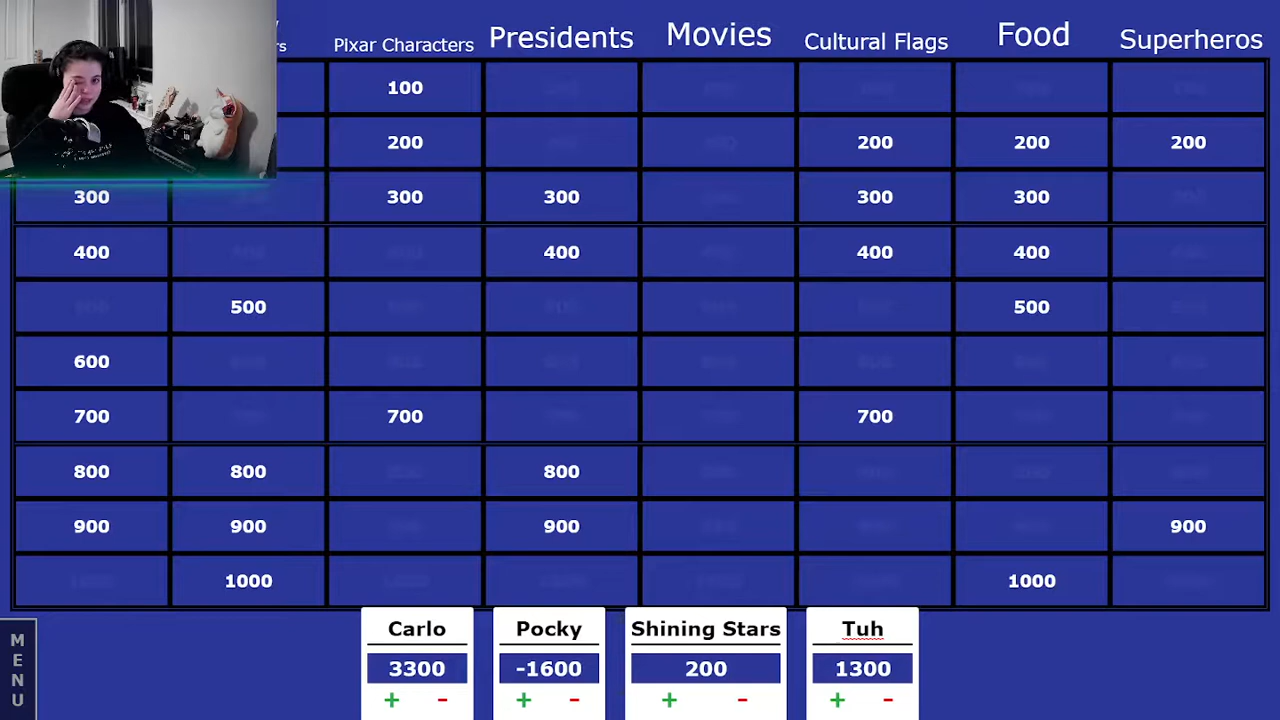 Pixar Characters Presidents Movies Cultural Flags Food Superheros
100
200 200 200 200
300 300 300 300 300
400 400 400 400
500 500
600
700 700 700
800 800 800
900 900 900 900
1000 1000
MENU
Carlo Pocky Shining Stars Tuh
3300 -1600 200 1300
+ - + - + - + -